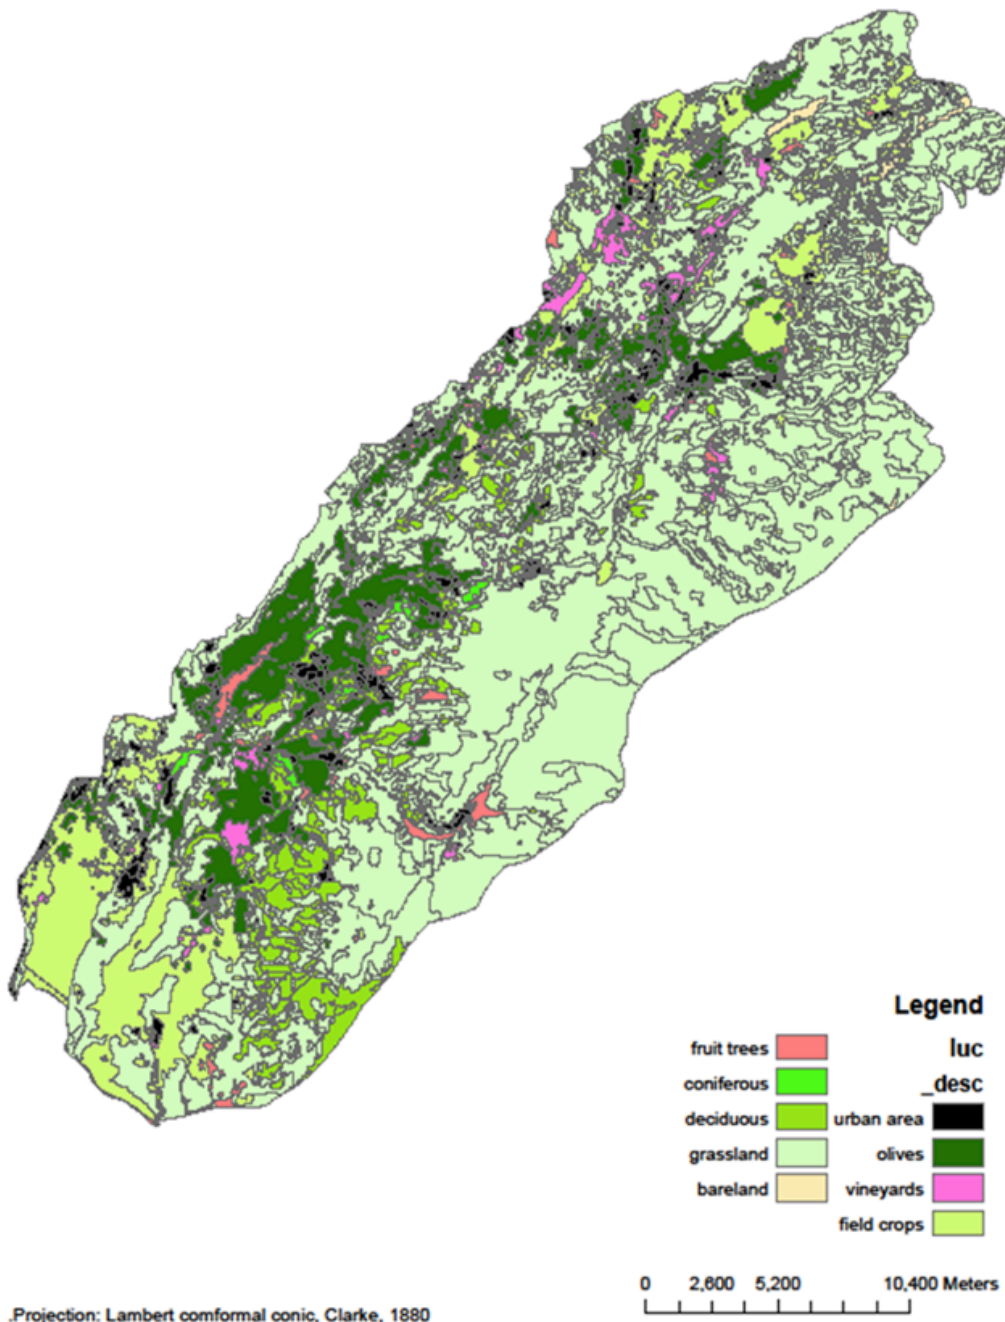 Legend
luc
_desc
fruit trees
coniferous
deciduous
grassland
bareland
urban area
olives
vineyards
field crops
0 2,600 5,200 10,400 Meters
.Projection: Lambert comformal conic, Clarke, 1880